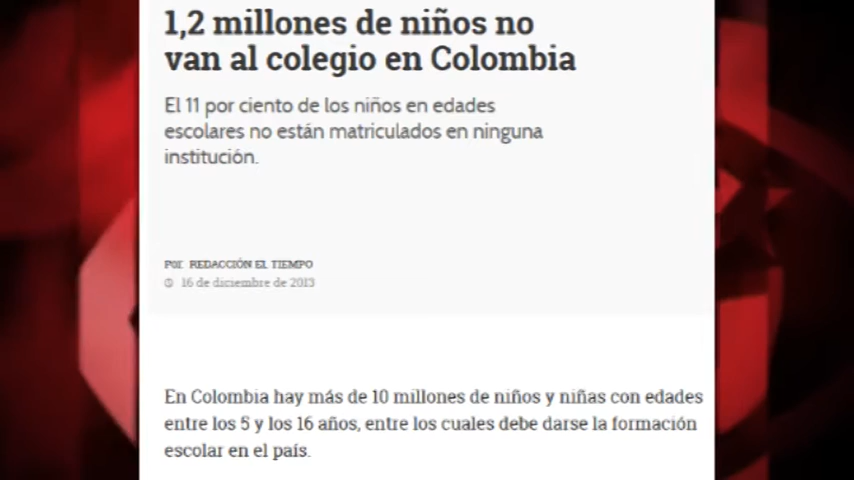 1,2 millones de niños no
van al colegio en Colombia
El 11 por ciento de los niños en edades
escolares no están matriculados en ninguna
institución.
Por: REDACCIÓN EL TIEMPO
16 de diciembre de 2013
En Colombia hay más de 10 millones de niños y niñas con edades
entre los 5 y los 16 años, entre los cuales debe darse la formación
escolar en el país.